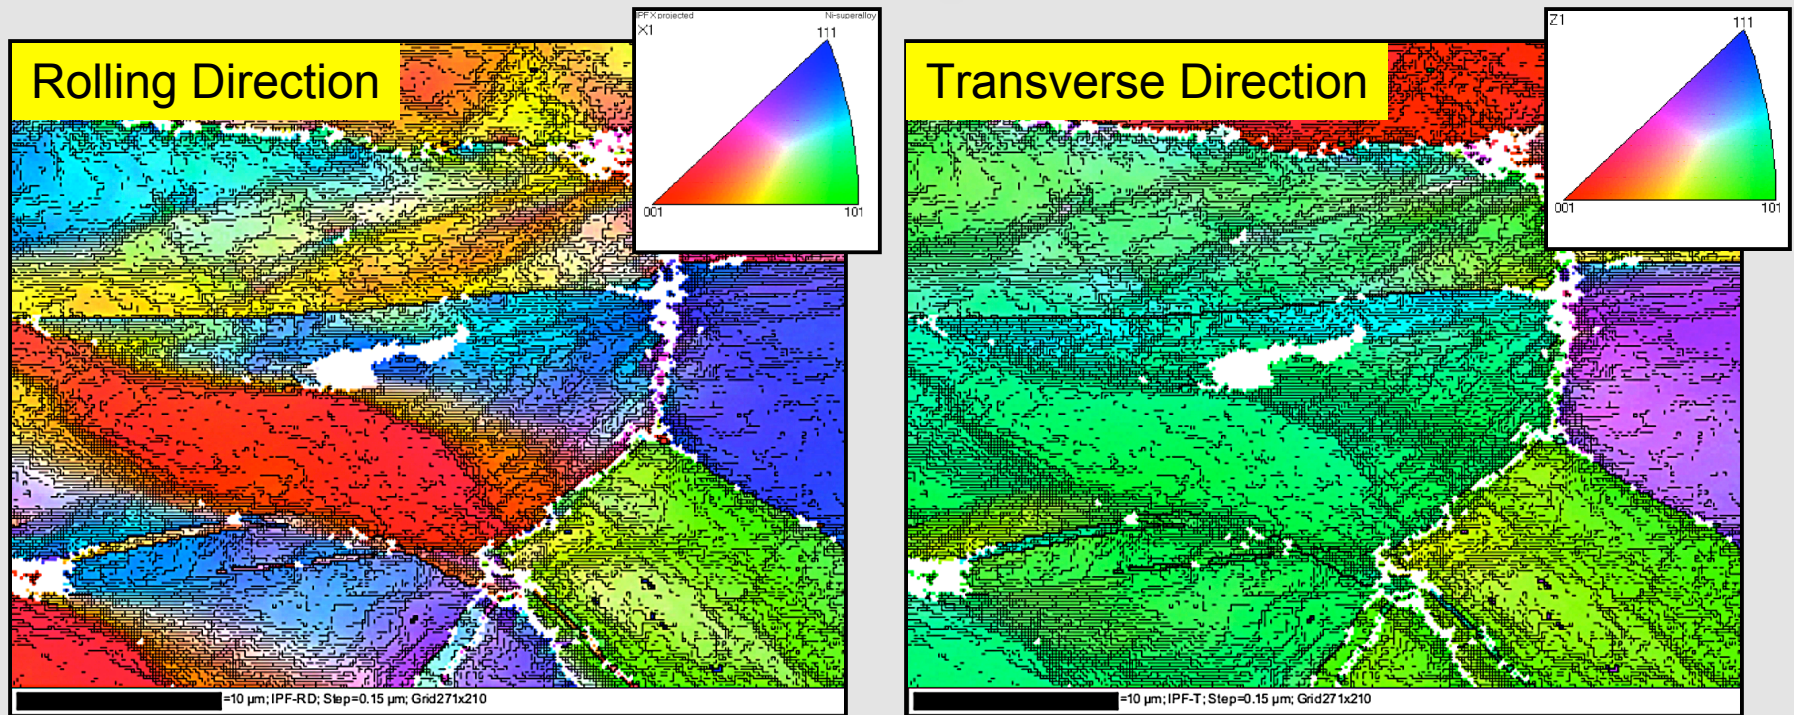 Rolling Direction
IPF X projected Ni-superalloy
X1
111
001 101
=10 µm; IPF-RD; Step=0.15 µm; Grid271x210
Transverse Direction
Z1
111
001 101
=10 µm; IPF-T; Step=0.15 µm; Grid271x210